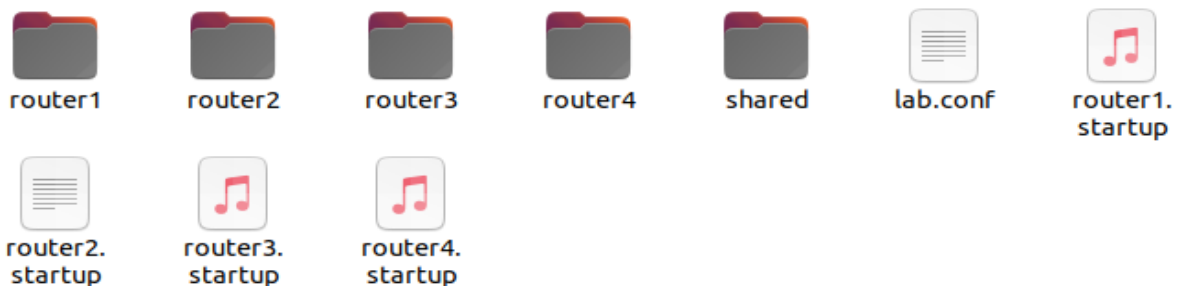 router1
router2
router3
router4
shared
lab.conf
router1.
startup
router2.
startup
router3.
startup
router4.
startup